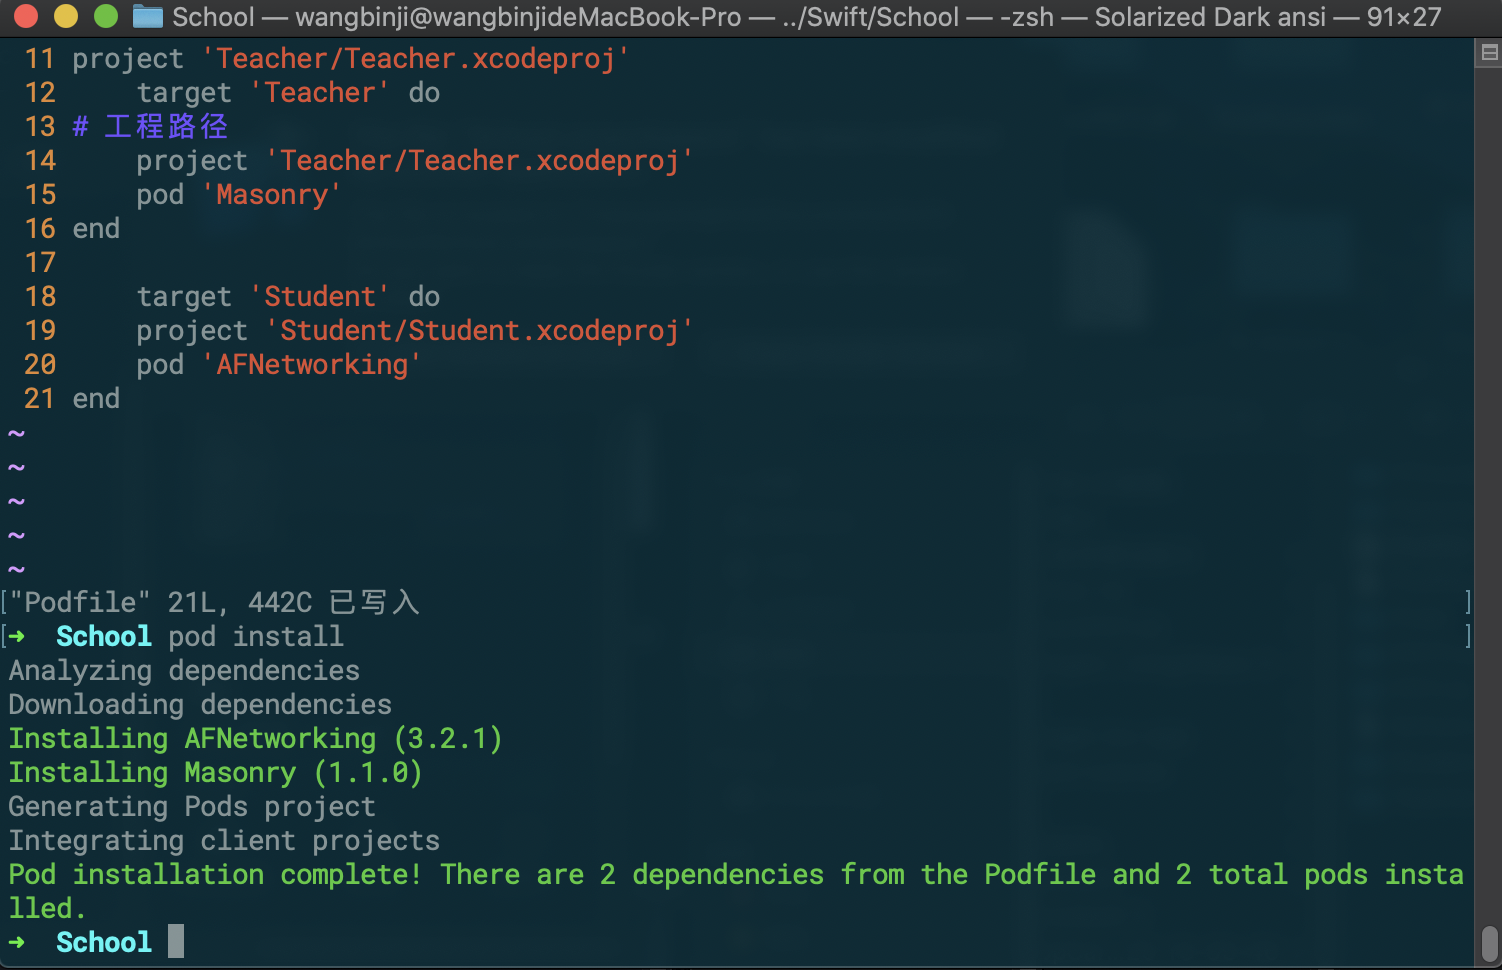 School — wangbinji@wangbinjideMacBook-Pro — ../Swift/School — -zsh — Solarized Dark ansi — 91×27
11 project 'Teacher/Teacher.xcodeproj'
12     target 'Teacher' do
13 # 工程路径
14     project 'Teacher/Teacher.xcodeproj'
15     pod 'Masonry'
16 end
17
18     target 'Student' do
19     project 'Student/Student.xcodeproj'
20     pod 'AFNetworking'
21 end
~
~
~
~
~
["Podfile" 21L, 442C 已写入 ]
[➜  School pod install ]
Analyzing dependencies
Downloading dependencies
Installing AFNetworking (3.2.1)
Installing Masonry (1.1.0)
Generating Pods project
Integrating client projects
Pod installation complete! There are 2 dependencies from the Podfile and 2 total pods insta
lled.
➜  School